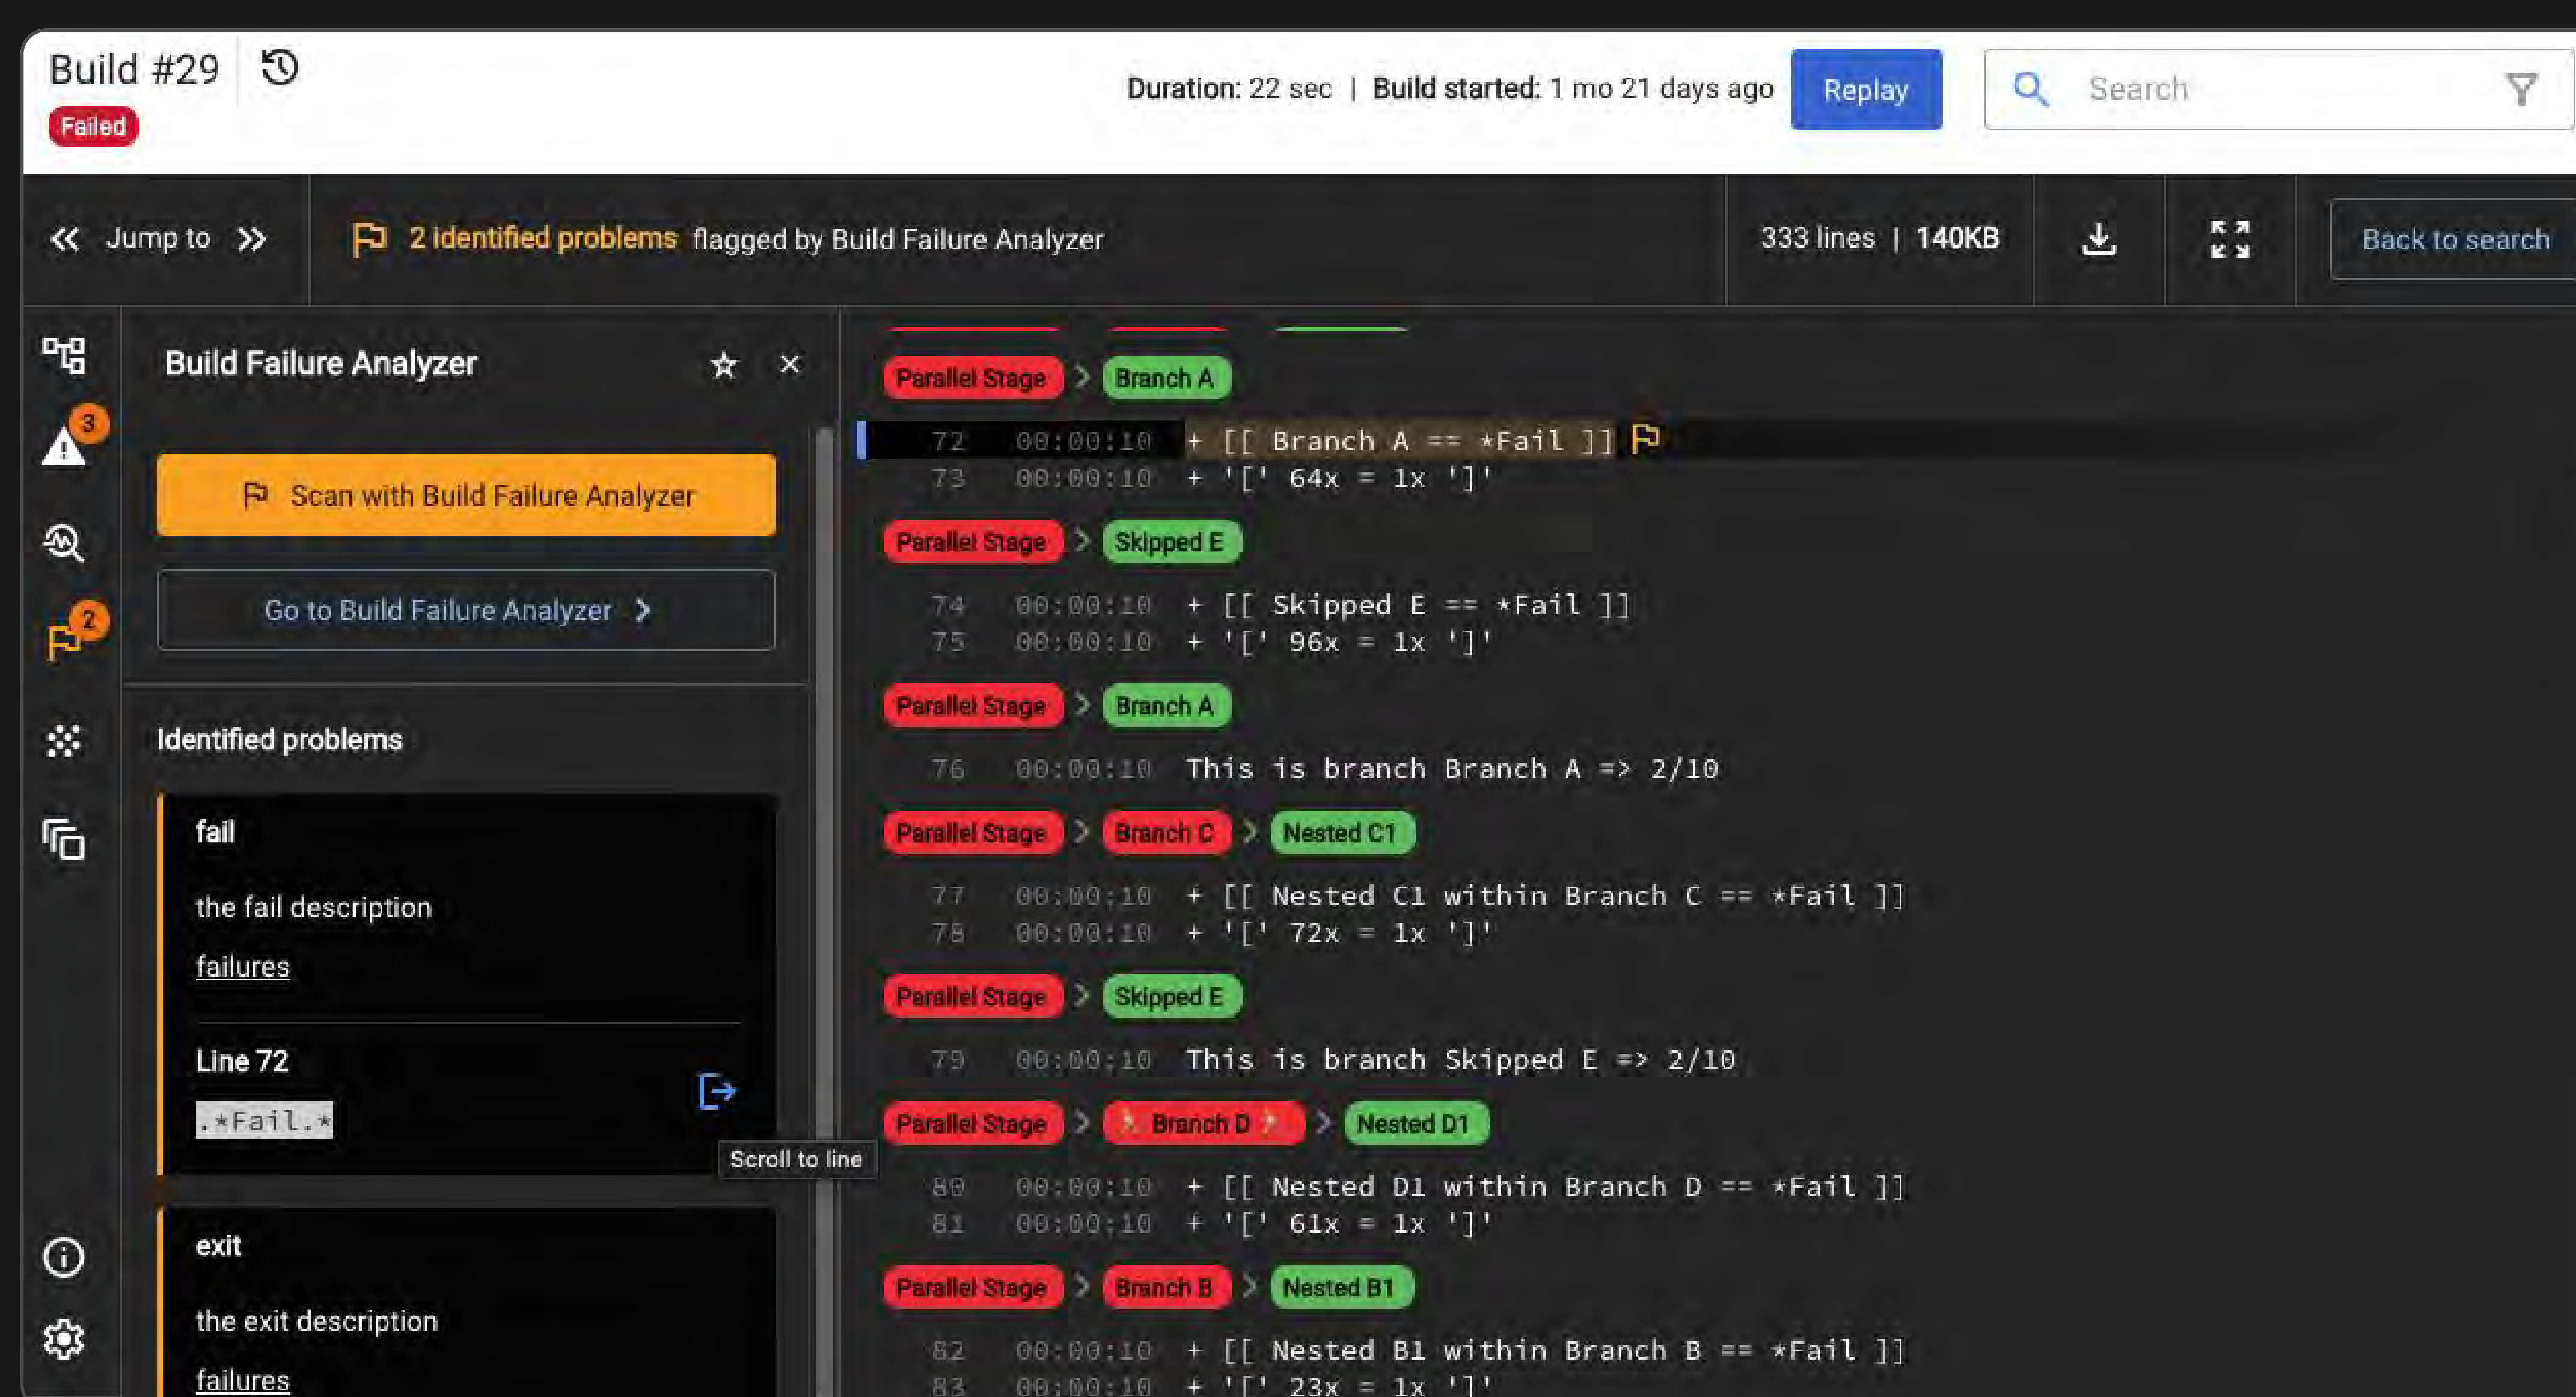 Build #29
Failed
Duration: 22 sec | Build started: 1 mo 21 days ago
Replay
Search
Jump to
2 identified problems flagged by Build Failure Analyzer
333 lines | 140KB
Back to search
3
2
Build Failure Analyzer
Scan with Build Failure Analyzer
Go to Build Failure Analyzer
Identified problems
fail
the fail description
failures
Line 72
.*Fail.*
Scroll to line
exit
the exit description
failures
Parallel Stage > Branch A
72 00:00:10 + [[ Branch A == *Fail ]]
73 00:00:10 + '[' 64x = 1x ']'
Parallel Stage > Skipped E
74 00:00:10 + [[ Skipped E == *Fail ]]
75 00:00:10 + '[' 96x = 1x ']'
Parallel Stage > Branch A
76 00:00:10 This is branch Branch A => 2/10
Parallel Stage > Branch C > Nested C1
77 00:00:10 + [[ Nested C1 within Branch C == *Fail ]]
78 00:00:10 + '[' 72x = 1x ']'
Parallel Stage > Skipped E
79 00:00:10 This is branch Skipped E => 2/10
Parallel Stage > Branch D > Nested D1
80 00:00:10 + [[ Nested D1 within Branch D == *Fail ]]
81 00:00:10 + '[' 61x = 1x ']'
Parallel Stage > Branch B > Nested B1
82 00:00:10 + [[ Nested B1 within Branch B == *Fail ]]
83 00:00:10 + '[' 23x = 1x ']'